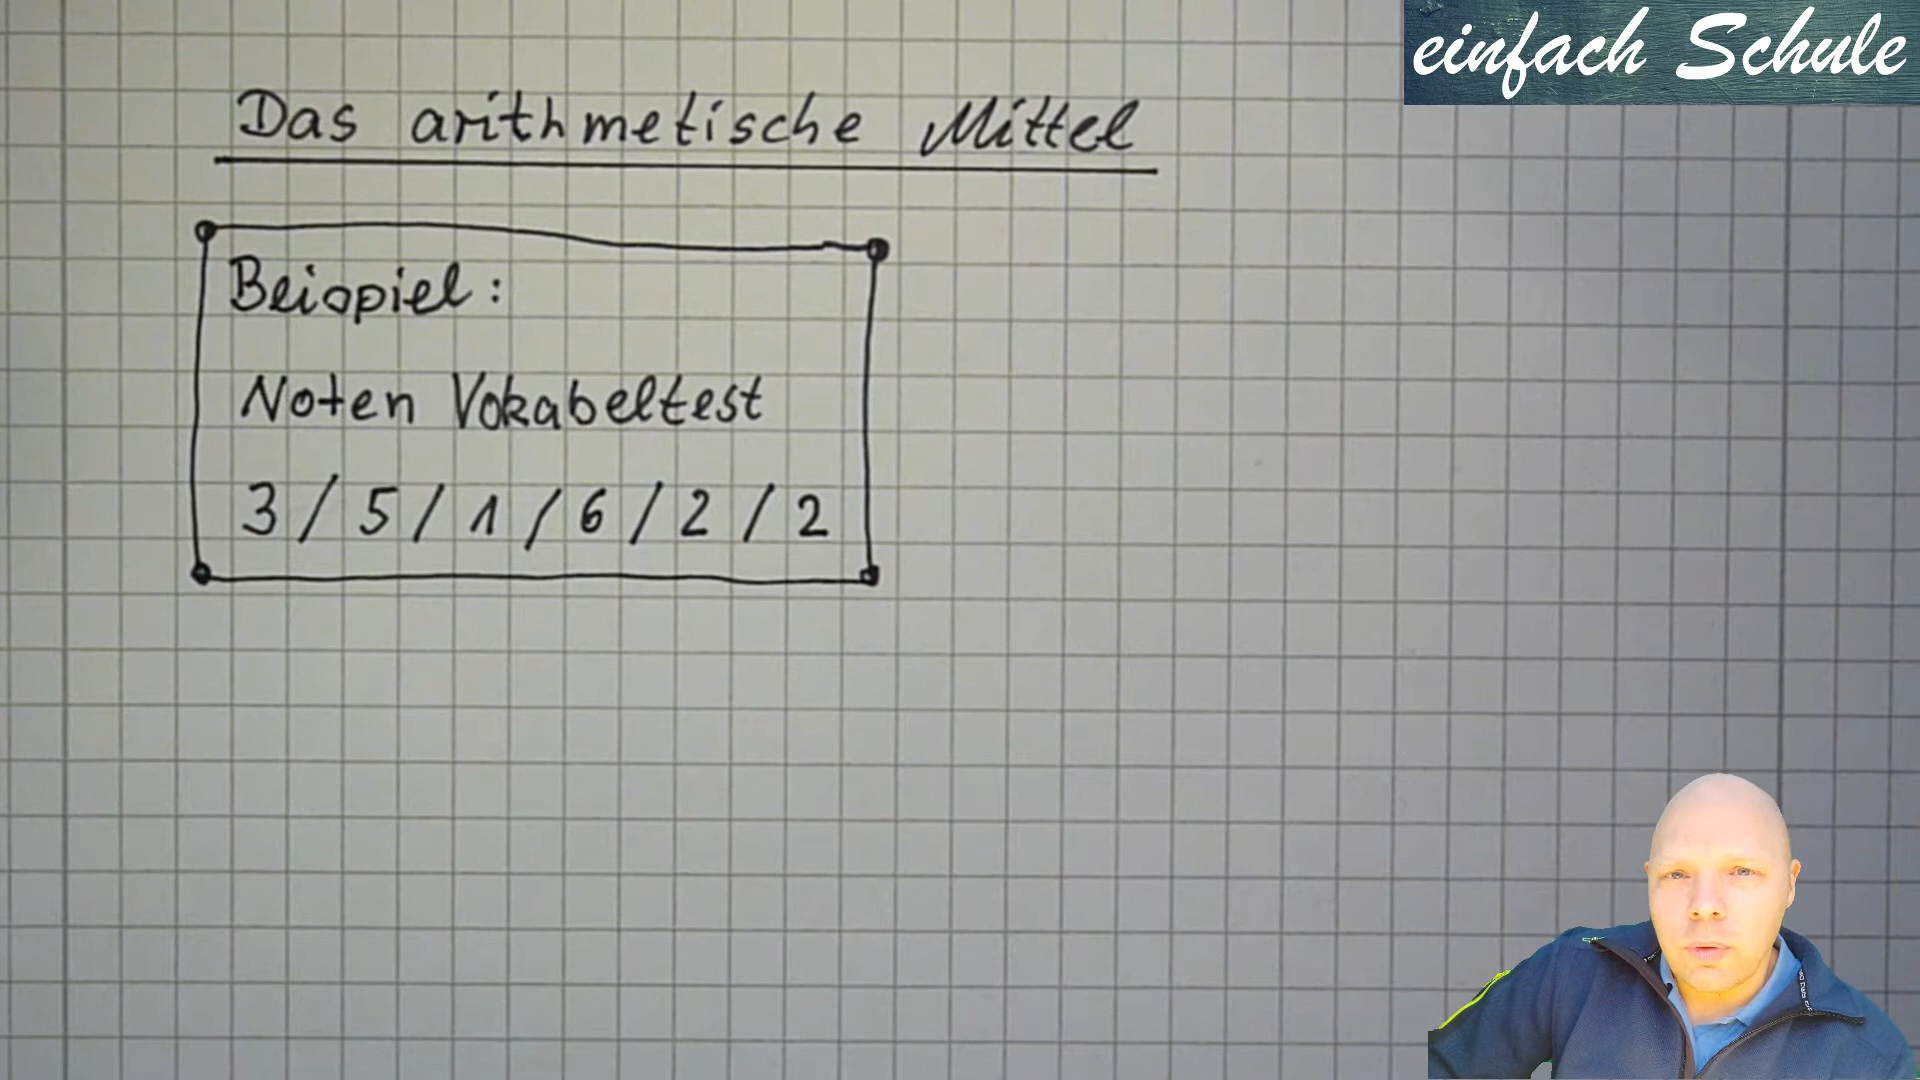 einfach Schule
Das arithmetische Mittel
Beispiel:
Noten Vokabeltest
3 / 5 / 1 / 6 / 2 / 2